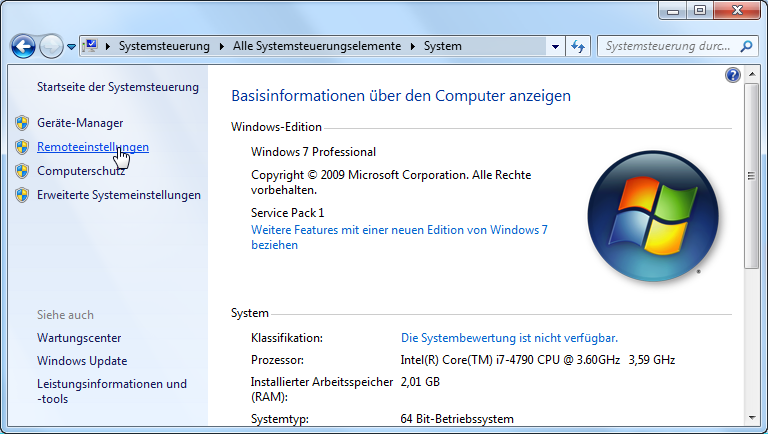 Systemsteuerung Alle Systemsteuerungselemente System
Systemsteuerung durc...
Startseite der Systemsteuerung
Geräte-Manager
Remoteeinstellungen
Computerschutz
Erweiterte Systemeinstellungen
Siehe auch
Wartungscenter
Windows Update
Leistungsinformationen und
-tools
?
Basisinformationen über den Computer anzeigen
Windows-Edition
Windows 7 Professional
Copyright © 2009 Microsoft Corporation. Alle Rechte
vorbehalten.
Service Pack 1
Weitere Features mit einer neuen Edition von Windows 7
beziehen
System
Klassifikation: Die Systembewertung ist nicht verfügbar.
Prozessor: Intel(R) Core(TM) i7-4790 CPU @ 3.60GHz 3,59 GHz
Installierter Arbeitsspeicher 2,01 GB
(RAM):
Systemtyp: 64 Bit-Betriebssystem